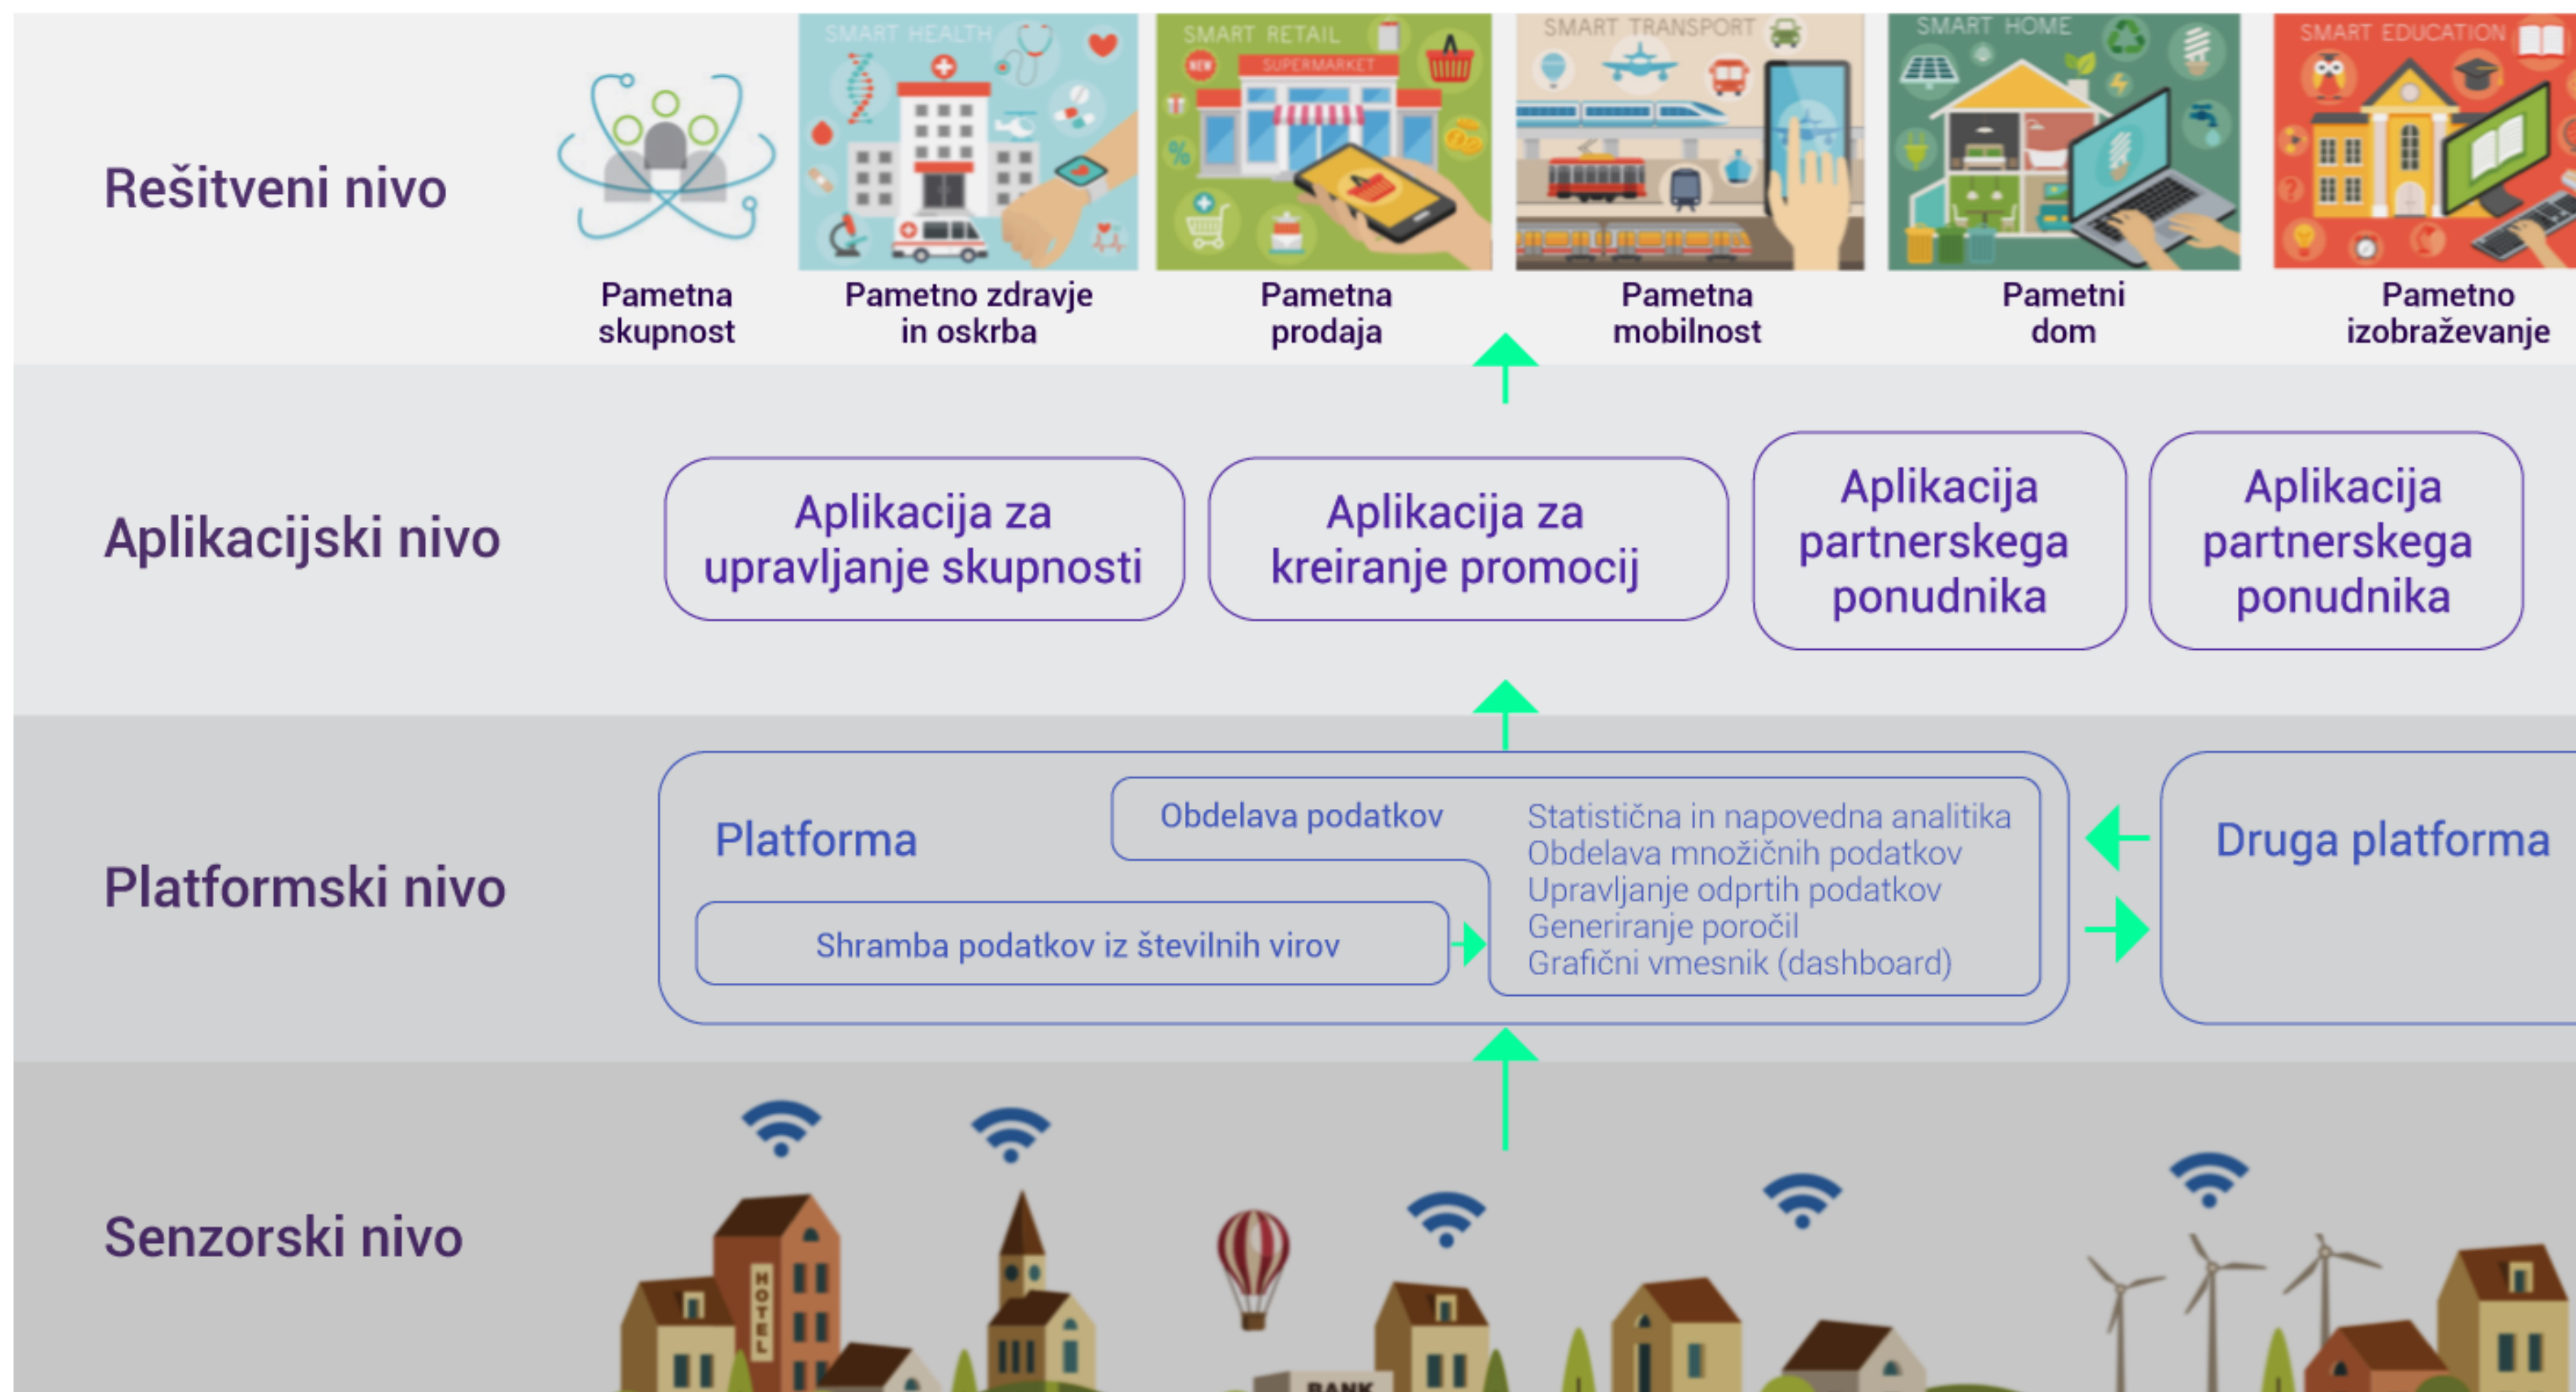 SMART HEALTH
SMART RETAIL
SMART TRANSPORT
SMART HOME
SMART EDUCATION
NEW
SUPERMARKET
%
?
Rešitveni nivo
Pametna
skupnost
Pametno zdravje
in oskrba
Pametna
prodaja
Pametna
mobilnost
Pametni
dom
Pametno
izobraževanje
Aplikacijski nivo
Aplikacija za
upravljanje skupnosti
Aplikacija za
kreiranje promocij
Aplikacija
partnerskega
ponudnika
Aplikacija
partnerskega
ponudnika
Platformski nivo
Platforma
Obdelava podatkov
Shramba podatkov iz številnih virov
Statistična in napovedna analitika
Obdelava množičnih podatkov
Upravljanje odprtih podatkov
Generiranje poročil
Grafični vmesnik (dashboard)
Druga platforma
Senzorski nivo
HOTEL
BANK